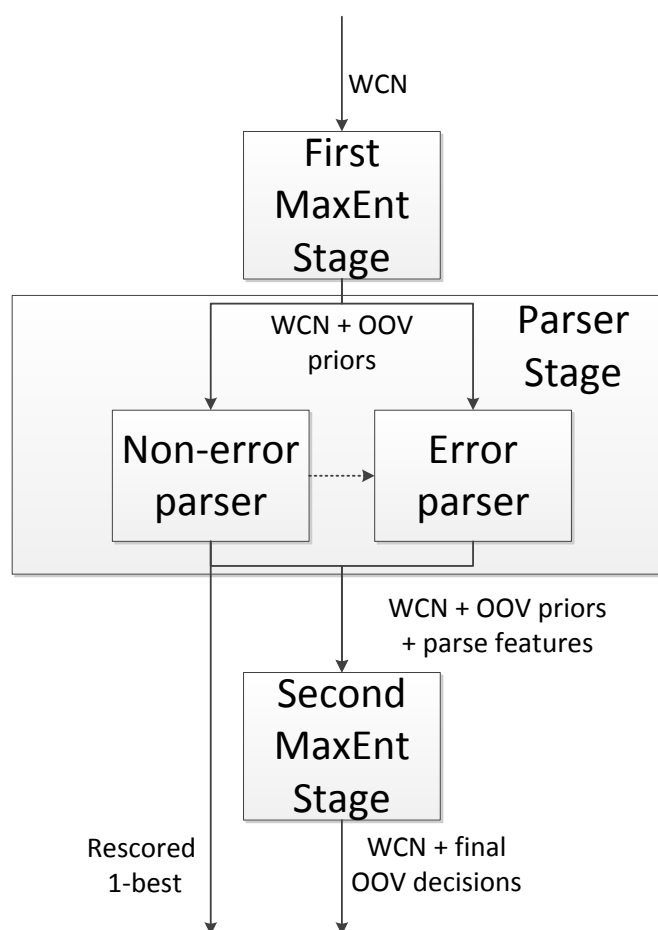 WCN
First
MaxEnt
Stage
WCN + OOV
priors
Parser
Stage
Non-error
parser
Error
parser
WCN + OOV priors
+ parse features
Second
MaxEnt
Stage
Rescored
1-best
WCN + final
OOV decisions